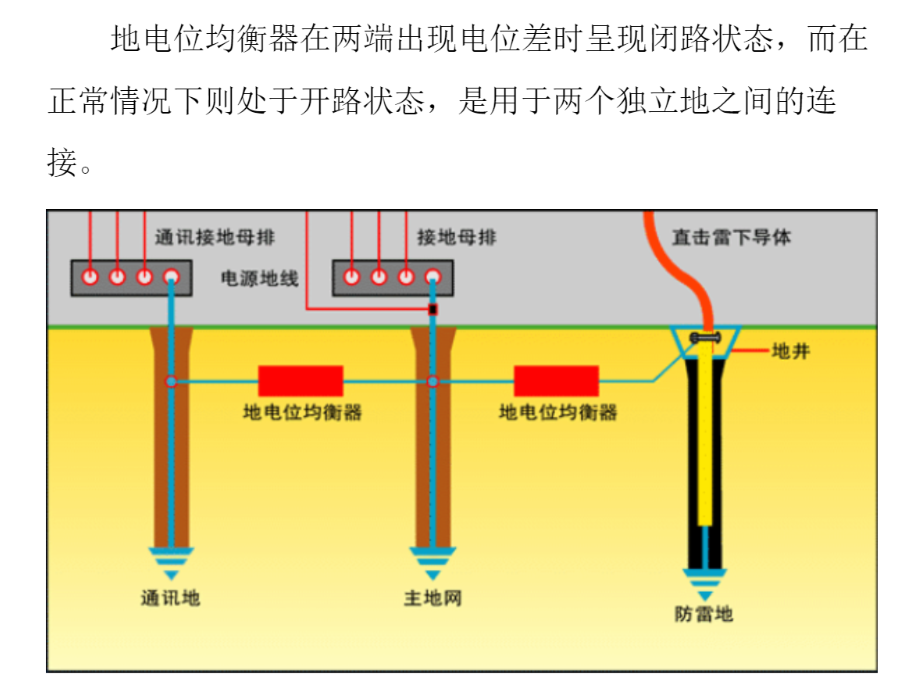 地电位均衡器在两端出现电位差时呈现闭路状态，而在
正常情况下则处于开路状态，是用于两个独立地之间的连
接。
通讯接地母排
接地母排
直击雷下导体
电源地线
地井
地电位均衡器
地电位均衡器
通讯地
主地网
防雷地